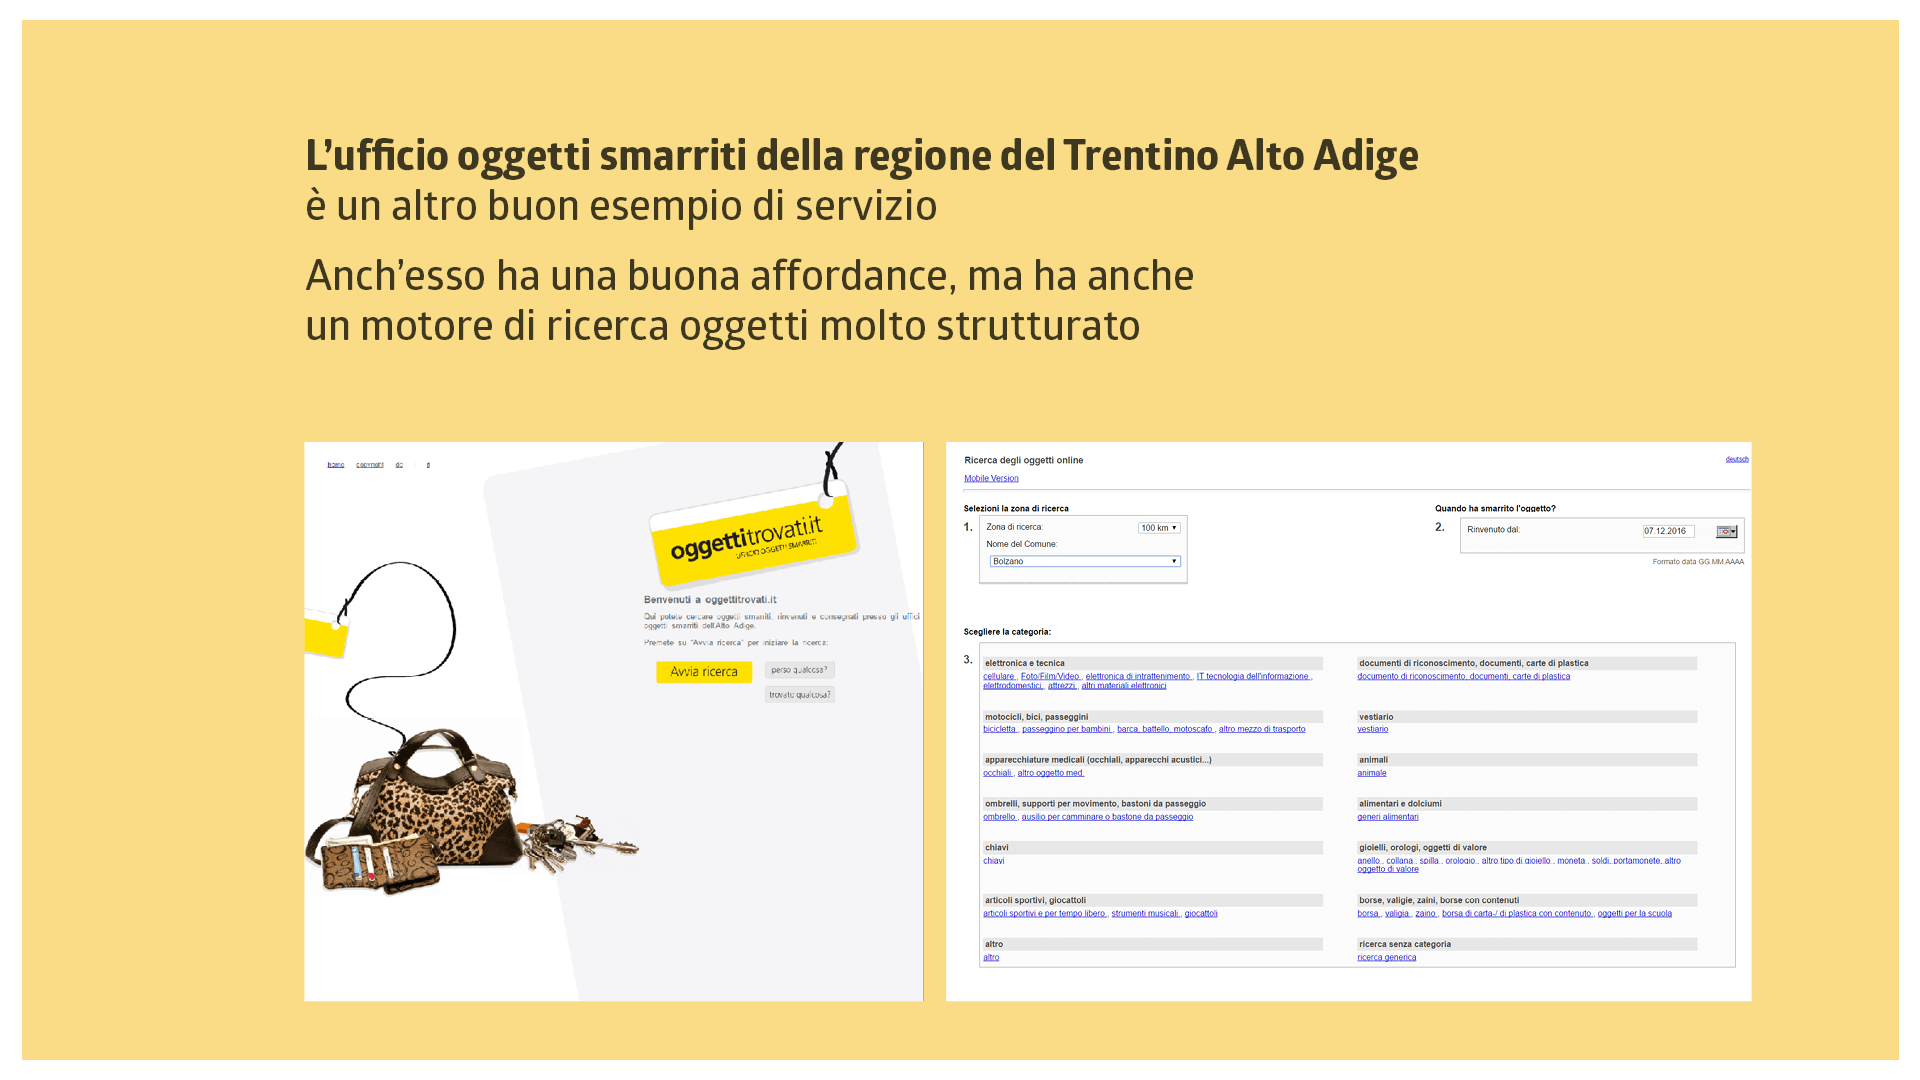 L'ufficio oggetti smarriti della regione del Trentino Alto Adige
è un altro buon esempio di servizio
Anch'esso ha una buona affordance, ma ha anche
un motore di ricerca oggetti molto strutturato
home copyright de | it
oggettitrovati.it
UFFICIO OGGETTI SMARRITI
Benvenuti a oggettitrovati.it
Qui potete cercare oggetti smarriti, rinvenuti e consegnati presso gli uffici
oggetti smarriti dell'Alto Adige.
Premete su "Avvia ricerca" per iniziare la ricerca:
Avvia ricerca
perso qualcosa?
trovato qualcosa?
Ricerca degli oggetti online
deutsch
Mobile Version
Selezioni la zona di ricerca
1. Zona di ricerca: 100 km
Nome del Comune:
Bolzano
Quando ha smarrito l'oggetto?
2. Rinvenuto dal: 07.12.2016
Formato data GG.MM.AAAA
Scegliere la categoria:
3.
elettronica e tecnica
cellulare , Foto/Film/Video , elettronica di intrattenimento , IT tecnologia dell'informazione ,
elettrodomestici , attrezzi , altri materiali elettronici
documenti di riconoscimento, documenti, carte di plastica
documento di riconoscimento, documenti, carte di plastica
motocicli, bici, passeggini
bicicletta , passeggino per bambini , barca, battello, motoscafo , altro mezzo di trasporto
vestiario
vestiario
apparecchiature medicali (occhiali, apparecchi acustici...)
occhiali , altro oggetto med.
animali
animale
ombrelli, supporti per movimento, bastoni da passeggio
ombrello , ausilio per camminare o bastone da passeggio
alimentari e dolciumi
generi alimentari
chiavi
chiavi
gioielli, orologi, oggetti di valore
anello , collana , spilla , orologio , altro tipo di gioiello , moneta , soldi, portamonete, altro
oggetto di valore
articoli sportivi, giocattoli
articoli sportivi e per tempo libero , strumenti musicali , giocattoli
borse, valigie, zaini, borse con contenuti
borsa , valigia , zaino , borsa di carta-/ di plastica con contenuto , oggetti per la scuola
altro
altro
ricerca senza categoria
ricerca generica